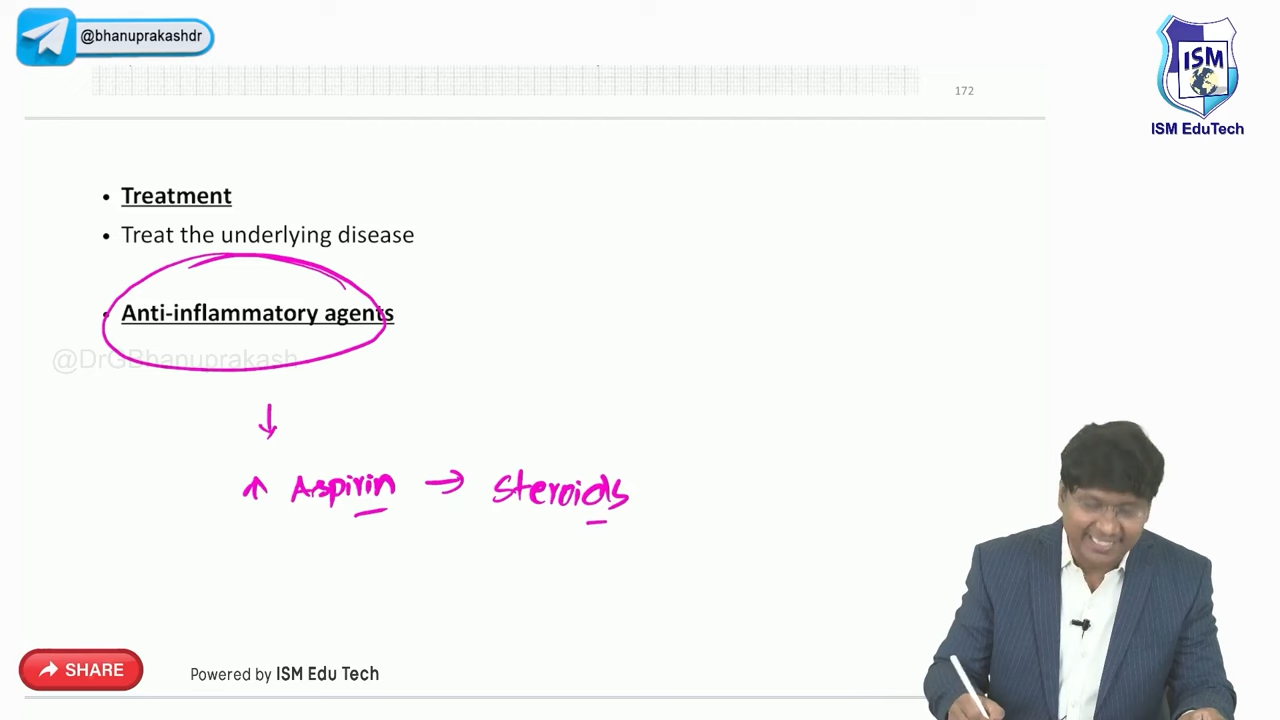 @bhanuprakashdr
ISM
ISM EduTech
172
• Treatment
• Treat the underlying disease
• Anti-inflammatory agents
@DrGBhanuprakash
↓
↑ Aspirin → Steroids
SHARE
Powered by ISM Edu Tech